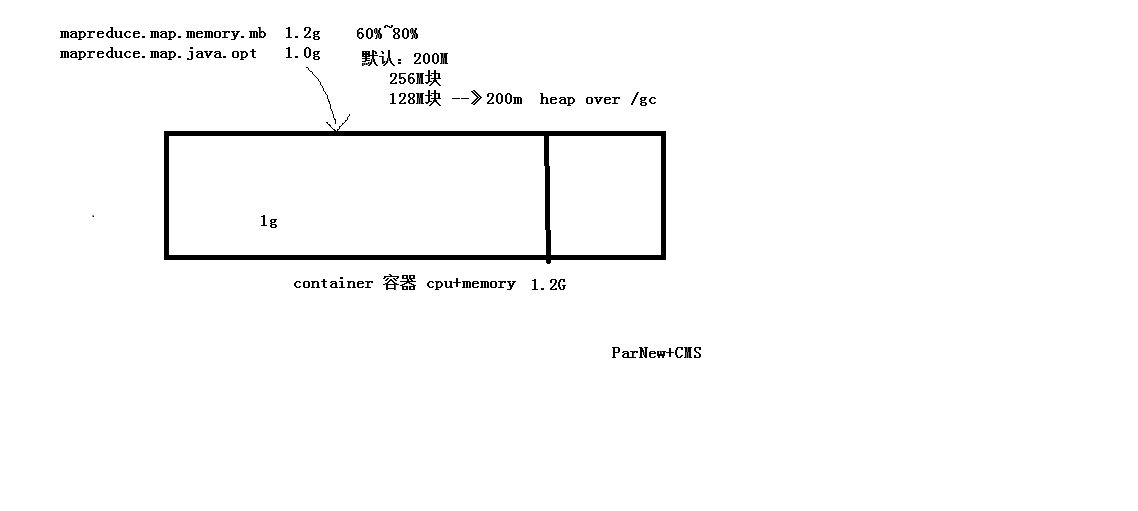 mapreduce.map.memory.mb 1.2g 60%~80%
mapreduce.map.java.opt 1.0g 默认：200M
256M块
128M块 --》200m heap over /gc
1g
container 容器 cpu+memory 1.2G
ParNew+CMS